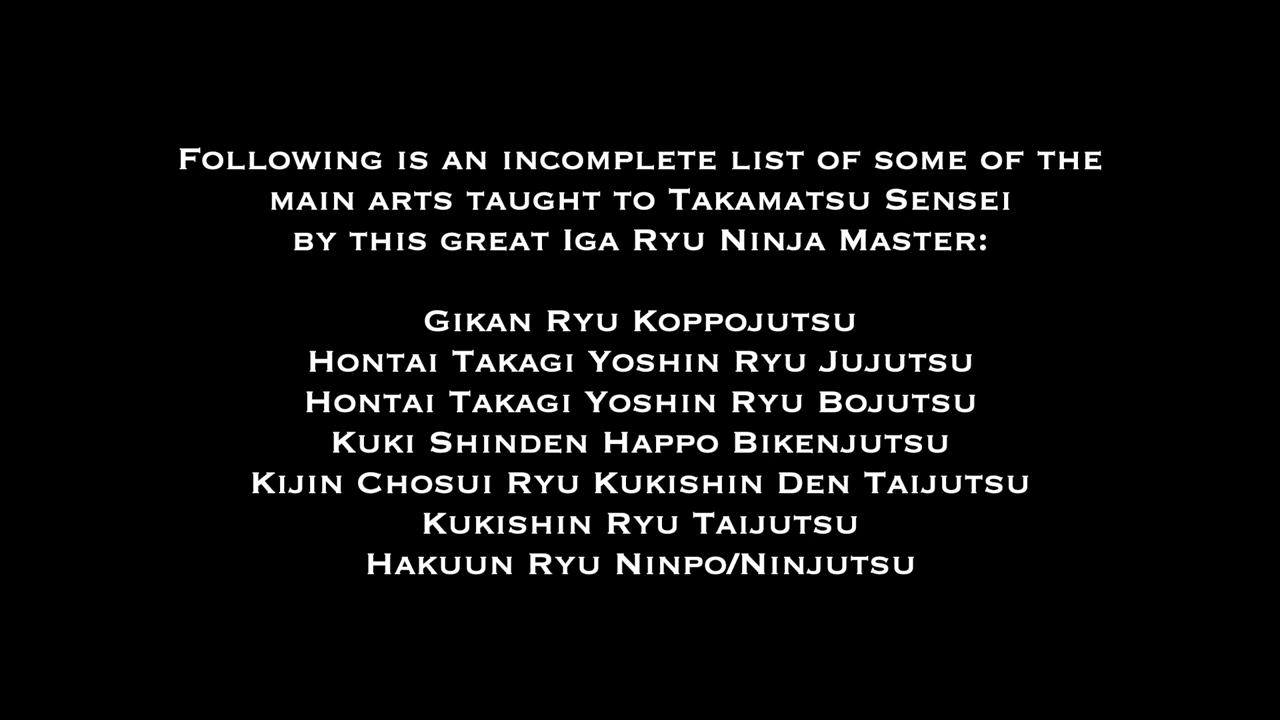 Following is an incomplete list of some of the
main arts taught to Takamatsu Sensei
by this great Iga Ryu Ninja Master:
Gikan Ryu Koppojutsu
Hontai Takagi Yoshin Ryu Jujutsu
Hontai Takagi Yoshin Ryu Bojutsu
Kuki Shinden Happo Bikenjutsu
Kijin Chosui Ryu Kukishin Den Taijutsu
Kukishin Ryu Taijutsu
Hakuun Ryu Ninpo/Ninjutsu